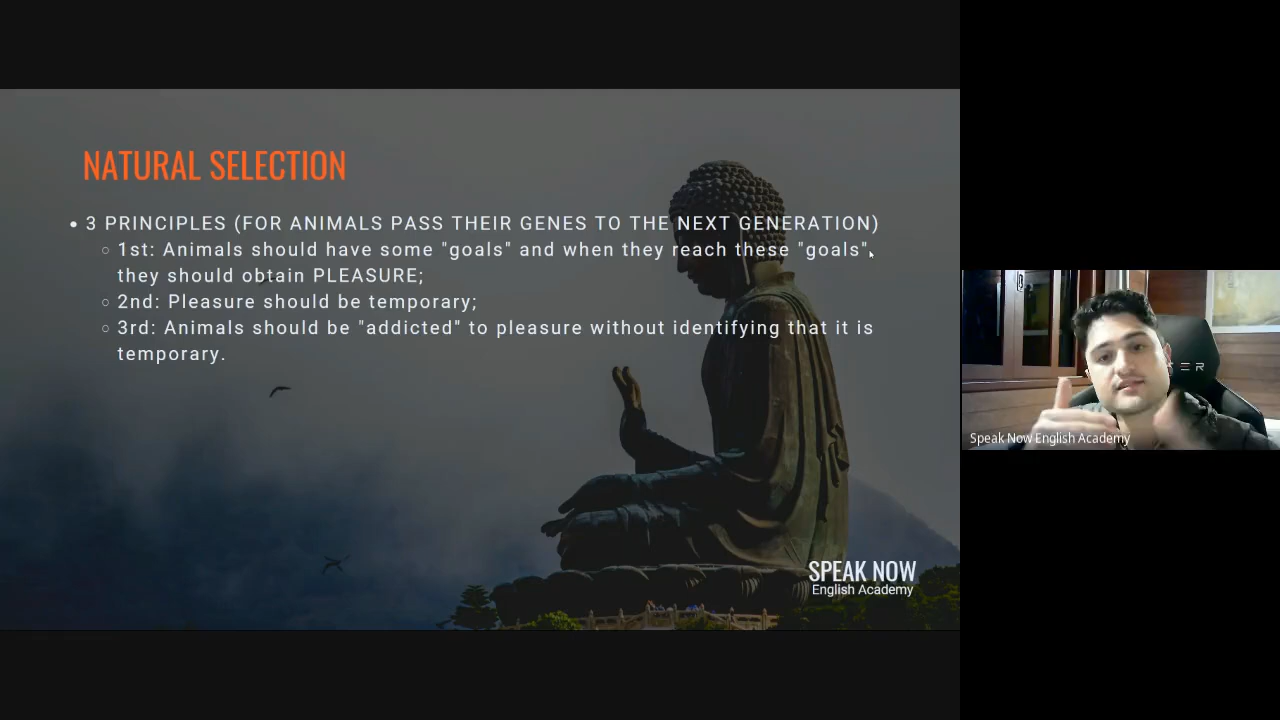 NATURAL SELECTION
• 3 PRINCIPLES (FOR ANIMALS PASS THEIR GENES TO THE NEXT GENERATION)
○ 1st: Animals should have some "goals" and when they reach these "goals",
they should obtain PLEASURE;
○ 2nd: Pleasure should be temporary;
○ 3rd: Animals should be "addicted" to pleasure without identifying that it is
temporary.
SPEAK NOW
English Academy
Speak Now English Academy